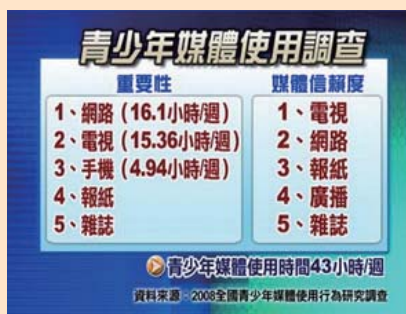 青少年媒體使用調查
重要性
1、網路（16.1小時/週）
2、電視（15.36小時/週）
3、手機（4.94小時/週）
4、報紙
5、雜誌
媒體信賴度
1、電視
2、網路
3、報紙
4、廣播
5、雜誌
青少年媒體使用時間43小時/週
資料來源：2008全國青少年媒體使用行為研究調查